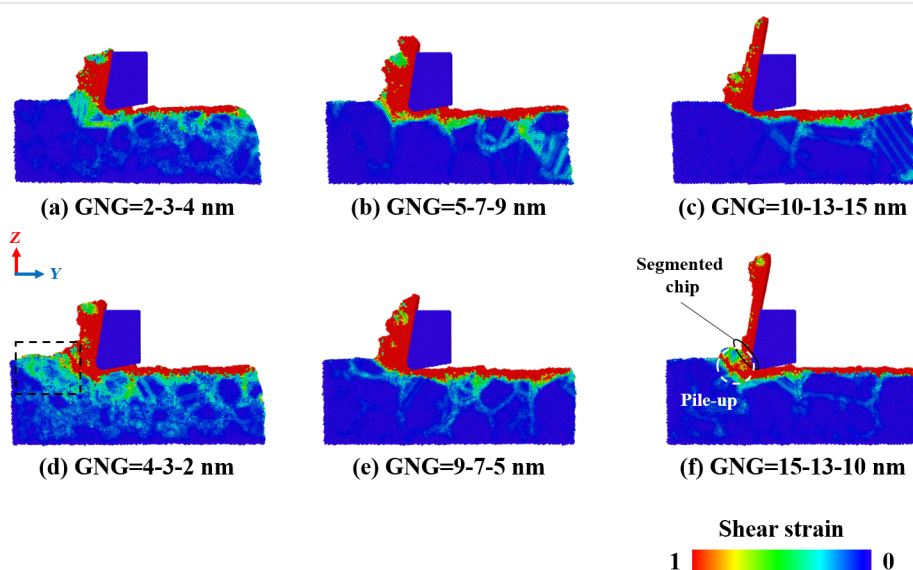 (a) GNG=2-3-4 nm
(b) GNG=5-7-9 nm
(c) GNG=10-13-15 nm
Z
Y
Segmented
chip
Pile-up
(d) GNG=4-3-2 nm
(e) GNG=9-7-5 nm
(f) GNG=15-13-10 nm
Shear strain
1
0